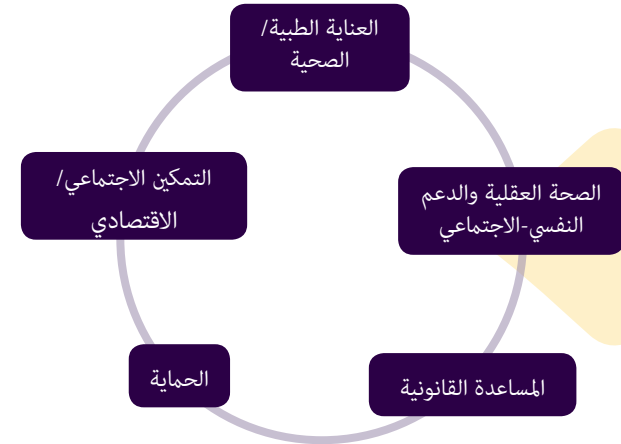 العناية الطبية/
الصحية
الصحة العقلية والدعم
النفسي-الاجتماعي
المساعدة القانونية
الحماية
التمكين الاجتماعي/
الاقتصادي